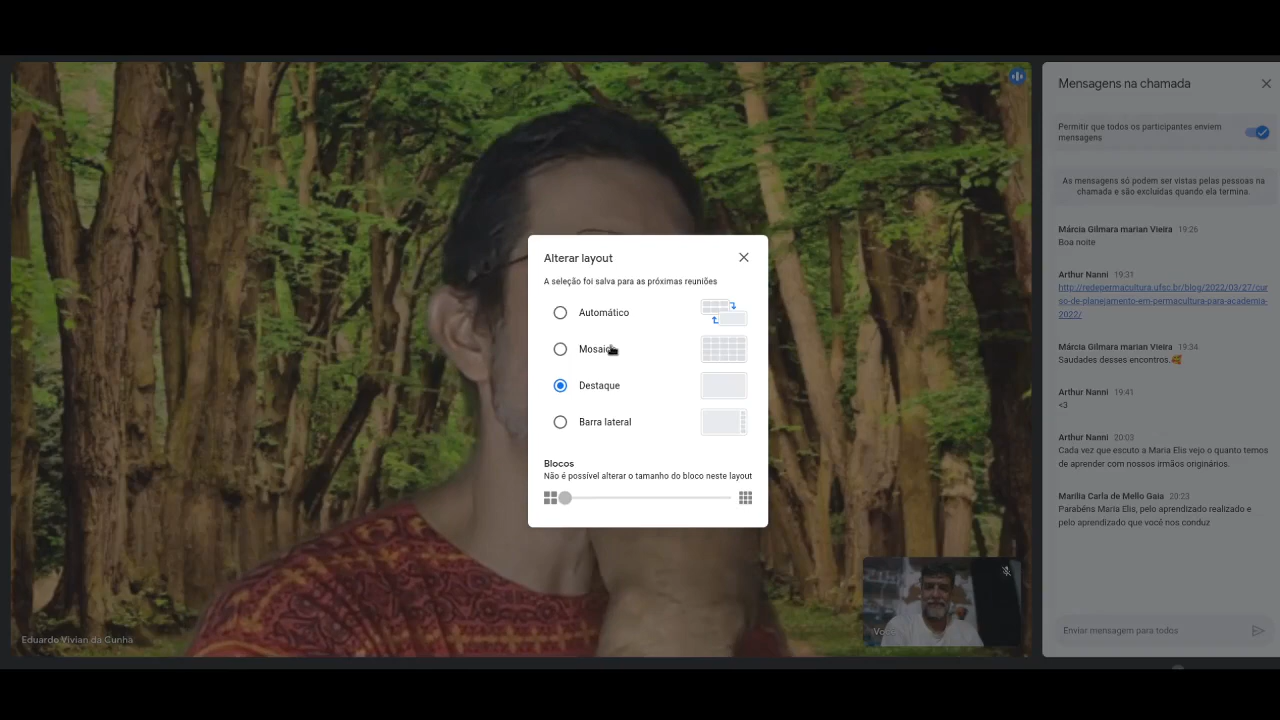 Mensagens na chamada
Permitir que todos os participantes enviem
mensagens
As mensagens só podem ser vistas pelas pessoas na
chamada e são excluídas quando ela termina.
Márcia Gilmara marian Vieira 19:26
Boa noite
Arthur Nanni 19:31
http://redepermacultura.ufsc.br/blog/2022/03/27/cur
so-de-planejamento-em-permacultura-para-academia-
2022/
Márcia Gilmara marian Vieira 19:34
Saudades desses encontros.🥰
Arthur Nanni 19:41
<3
Arthur Nanni 20:03
Cada vez que escuto a Maria Elis vejo o quanto temos
de aprender com nossos irmãos originários.
Marilia Carla de Mello Gaia 20:23
Parabéns Maria Elis, pelo aprendizado realizado e
pelo aprendizado que você nos conduz
Enviar mensagem para todos
Alterar layout
A seleção foi salva para as próximas reuniões
Automático
Destaque
Barra lateral
Blocos
Não é possível alterar o tamanho do bloco neste layout
Eduardo Vivian da Cunha